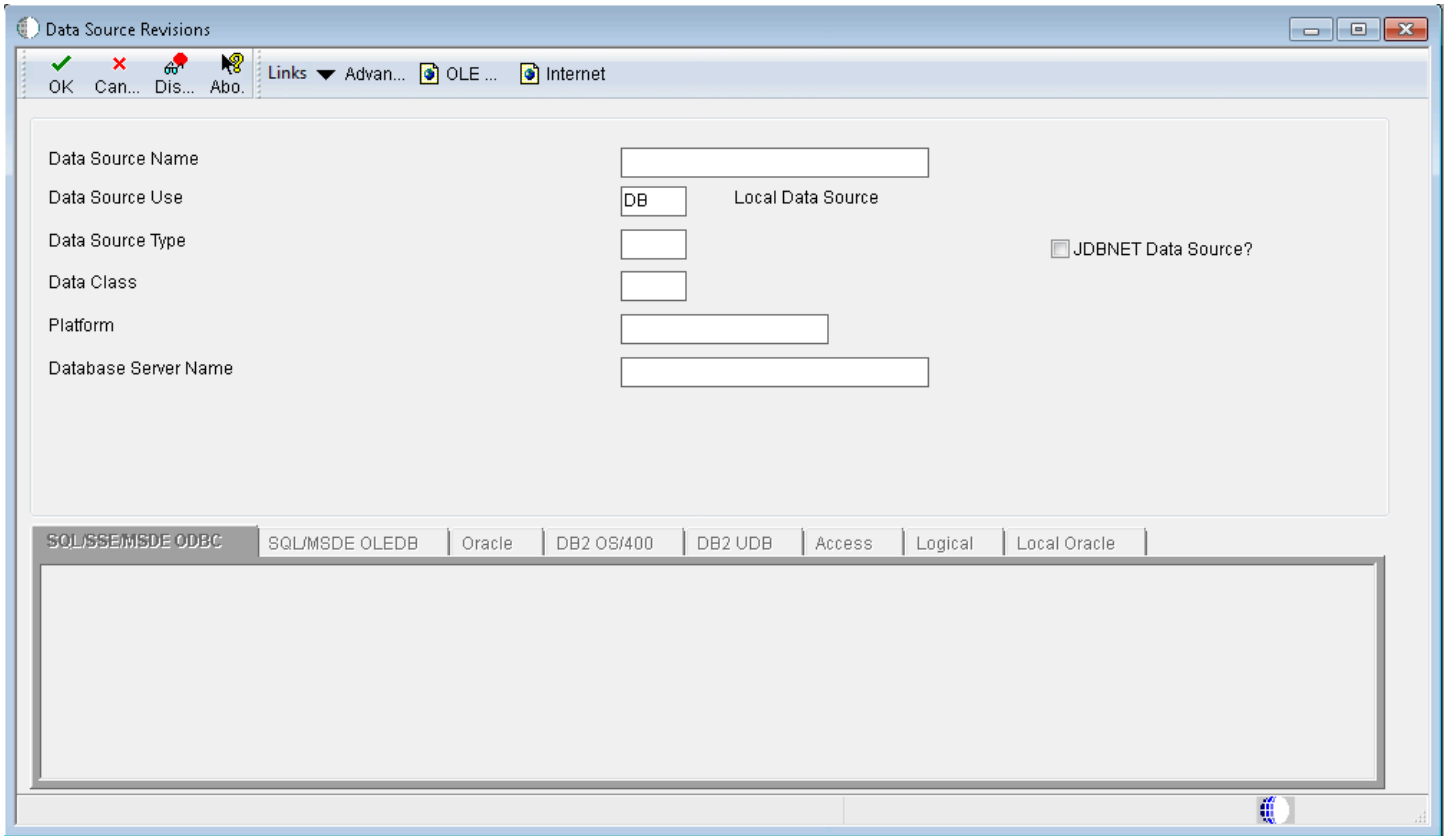 Data Source Revisions
OK Can... Dis... Abo. Links Advan... OLE ... Internet
Data Source Name
Data Source Use DB Local Data Source
Data Source Type JDBNET Data Source?
Data Class
Platform
Database Server Name
SQL/SSE/MSDE ODBC SQL/MSDE OLEDB Oracle DB2 OS/400 DB2 UDB Access Logical Local Oracle